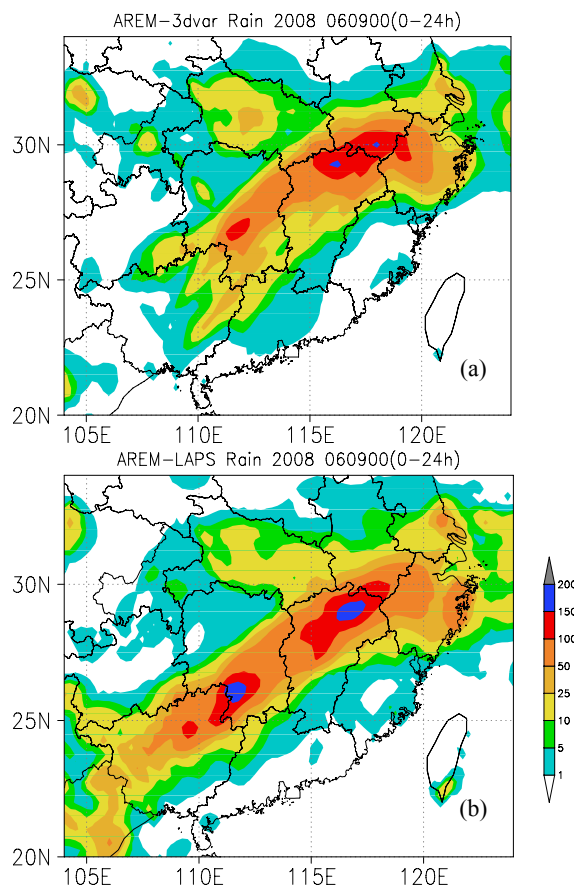 AREM-3dvar Rain 2008 060900(0-24h)
30N
25N
20N
(a)
105E 110E 115E 120E
AREM-LAPS Rain 2008 060900(0-24h)
30N
25N
20N
(b)
105E 110E 115E 120E
200
150
100
50
25
10
5
1